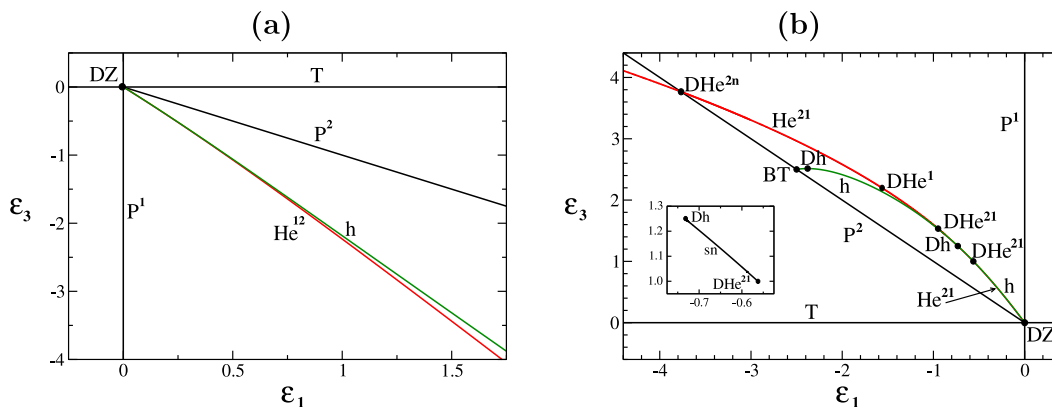 (a)
DZ
T
P²
P¹
He¹²
h
0
-1
-2
-3
-4
0
0.5
1
1.5
ε₃
ε₁
(b)
DHe²ⁿ
He²¹
P¹
Dh
BT
h
DHe¹
DHe²¹
P²
Dh
DHe²¹
He²¹
h
T
DZ
1.3
1.2
1.1
1.0
Dh
sn
DHe²¹
-0.7
-0.6
4
3
2
1
0
-4
-3
-2
-1
0
ε₃
ε₁